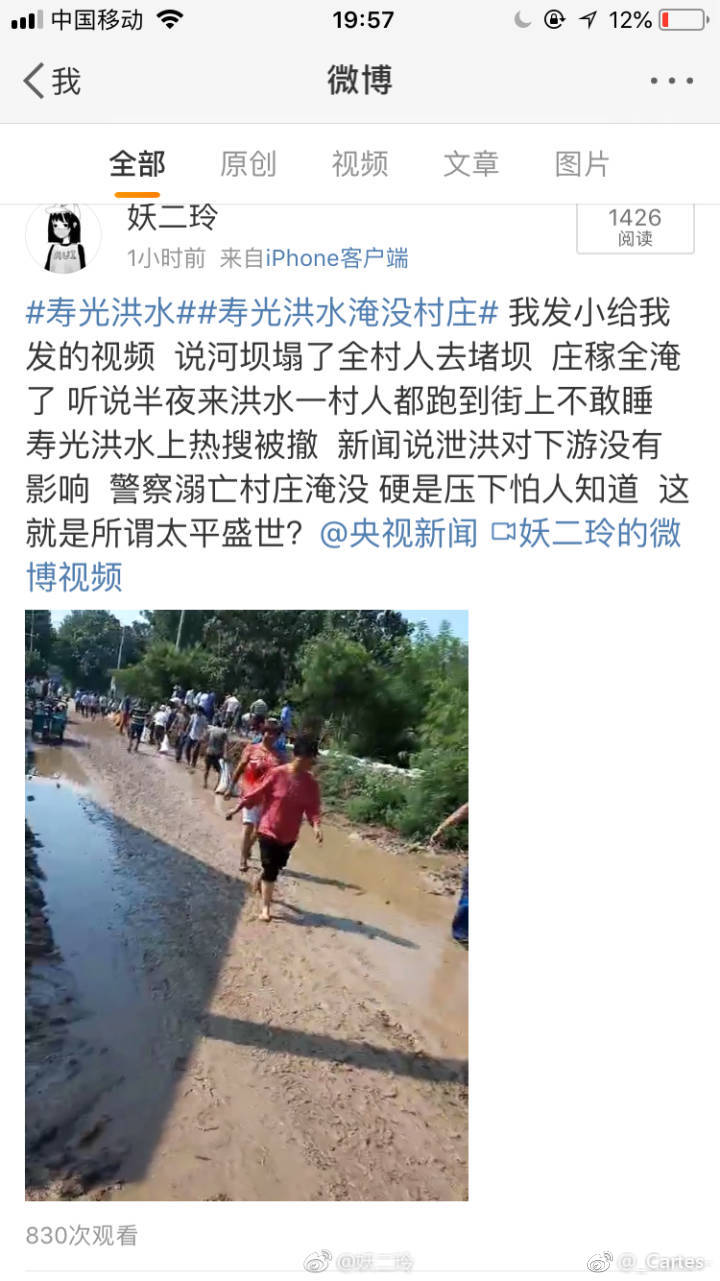 中国移动 19:57 12%
我 微博
全部 原创 视频 文章 图片
妖二玲 1426
1小时前 来自iPhone客户端 阅读
#寿光洪水##寿光洪水淹没村庄# 我发小给我
发的视频 说河坝塌了全村人去堵坝 庄稼全淹
了 听说半夜来洪水一村人都跑到街上不敢睡
寿光洪水上热搜被撤 新闻说泄洪对下游没有
影响 警察溺亡村庄淹没 硬是压下怕人知道 这
就是所谓太平盛世？@央视新闻 妖二玲的微
博视频
830次观看
@妖二玲 @_Cartes-